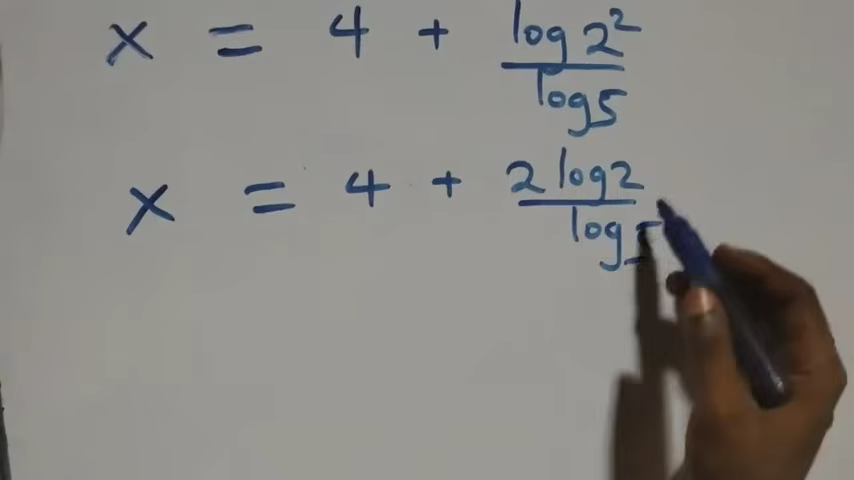 x = 4 + log 2² / log 5
x = 4 + 2 log 2 / log 5